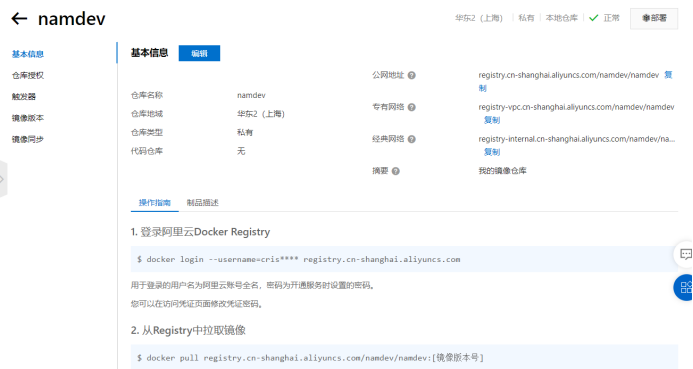 namdev
华东2（上海） 私有 本地仓库 正常 部署
基本信息
仓库授权
触发器
镜像版本
镜像同步
基本信息 编辑
仓库名称 namdev
仓库地域 华东2（上海）
仓库类型 私有
代码仓库 无
公网地址 registry.cn-shanghai.aliyuncs.com/namdev/namdev 复制
专有网络 registry-vpc.cn-shanghai.aliyuncs.com/namdev/namdev
复制
经典网络 registry-internal.cn-shanghai.aliyuncs.com/namdev/na...
复制
摘要 我的镜像仓库
操作指南 制品描述
1. 登录阿里云Docker Registry
$ docker login --username=cris**** registry.cn-shanghai.aliyuncs.com
用于登录的用户名为阿里云账号全名，密码为开通服务时设置的密码。
您可以在访问凭证页面修改凭证密码。
2. 从Registry中拉取镜像
$ docker pull registry.cn-shanghai.aliyuncs.com/namdev/namdev:[镜像版本号]